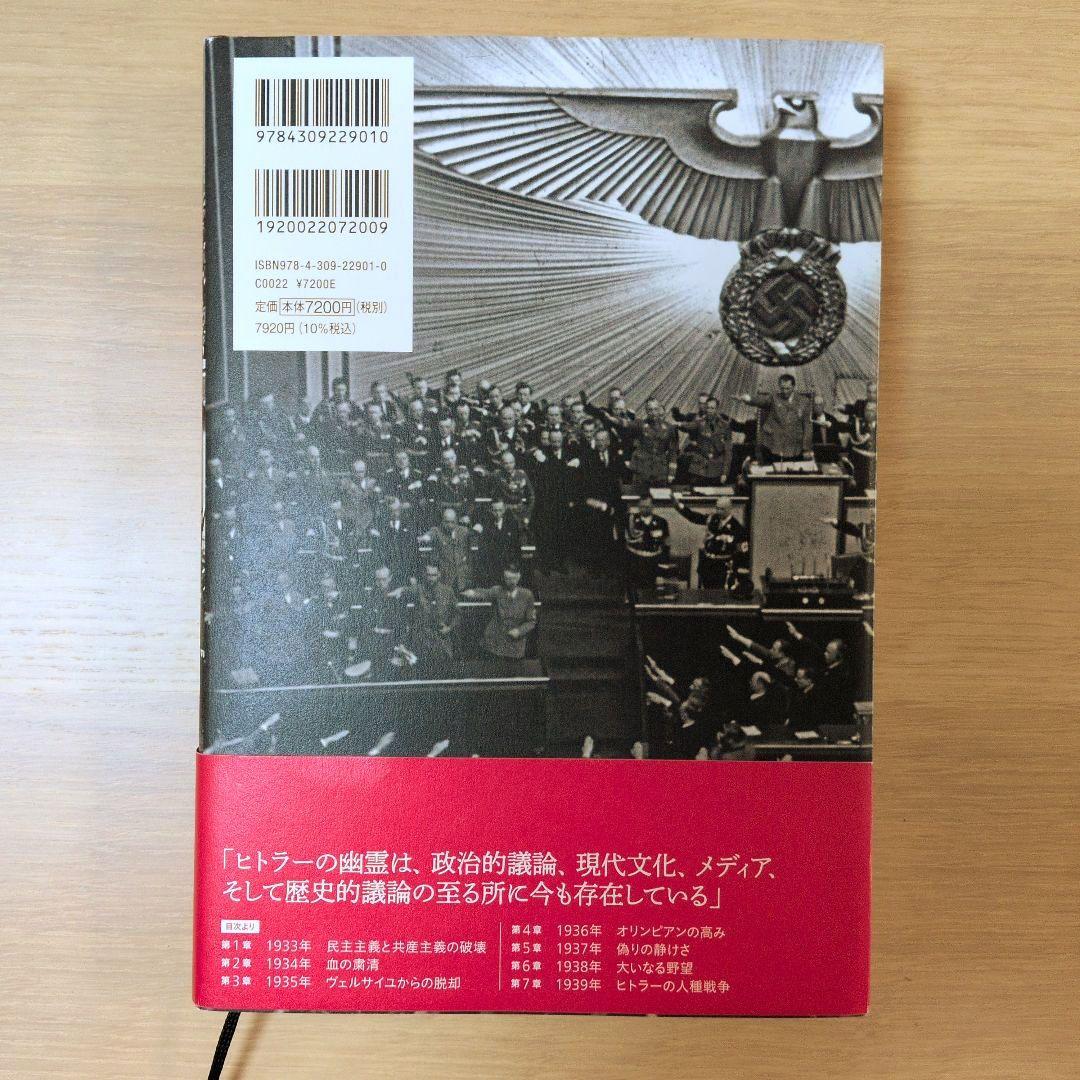 9784309229010
1920022072009
ISBN978-4-309-22901-0
C0022 ¥7200E
定価 本体7200円(税別)
7920円(10%税込)
「ヒトラーの幽霊は、政治的議論、現代文化、メディア、
そして歴史的議論の至る所に今も存在している」
目次より
第1章 1933年 民主主義と共産主義の破壊
第2章 1934年 血の粛清
第3章 1935年 ヴェルサイユからの脱却
第4章 1936年 オリンピアンの高み
第5章 1937年 偽りの静けさ
第6章 1938年 大いなる野望
第7章 1939年 ヒトラーの人種戦争